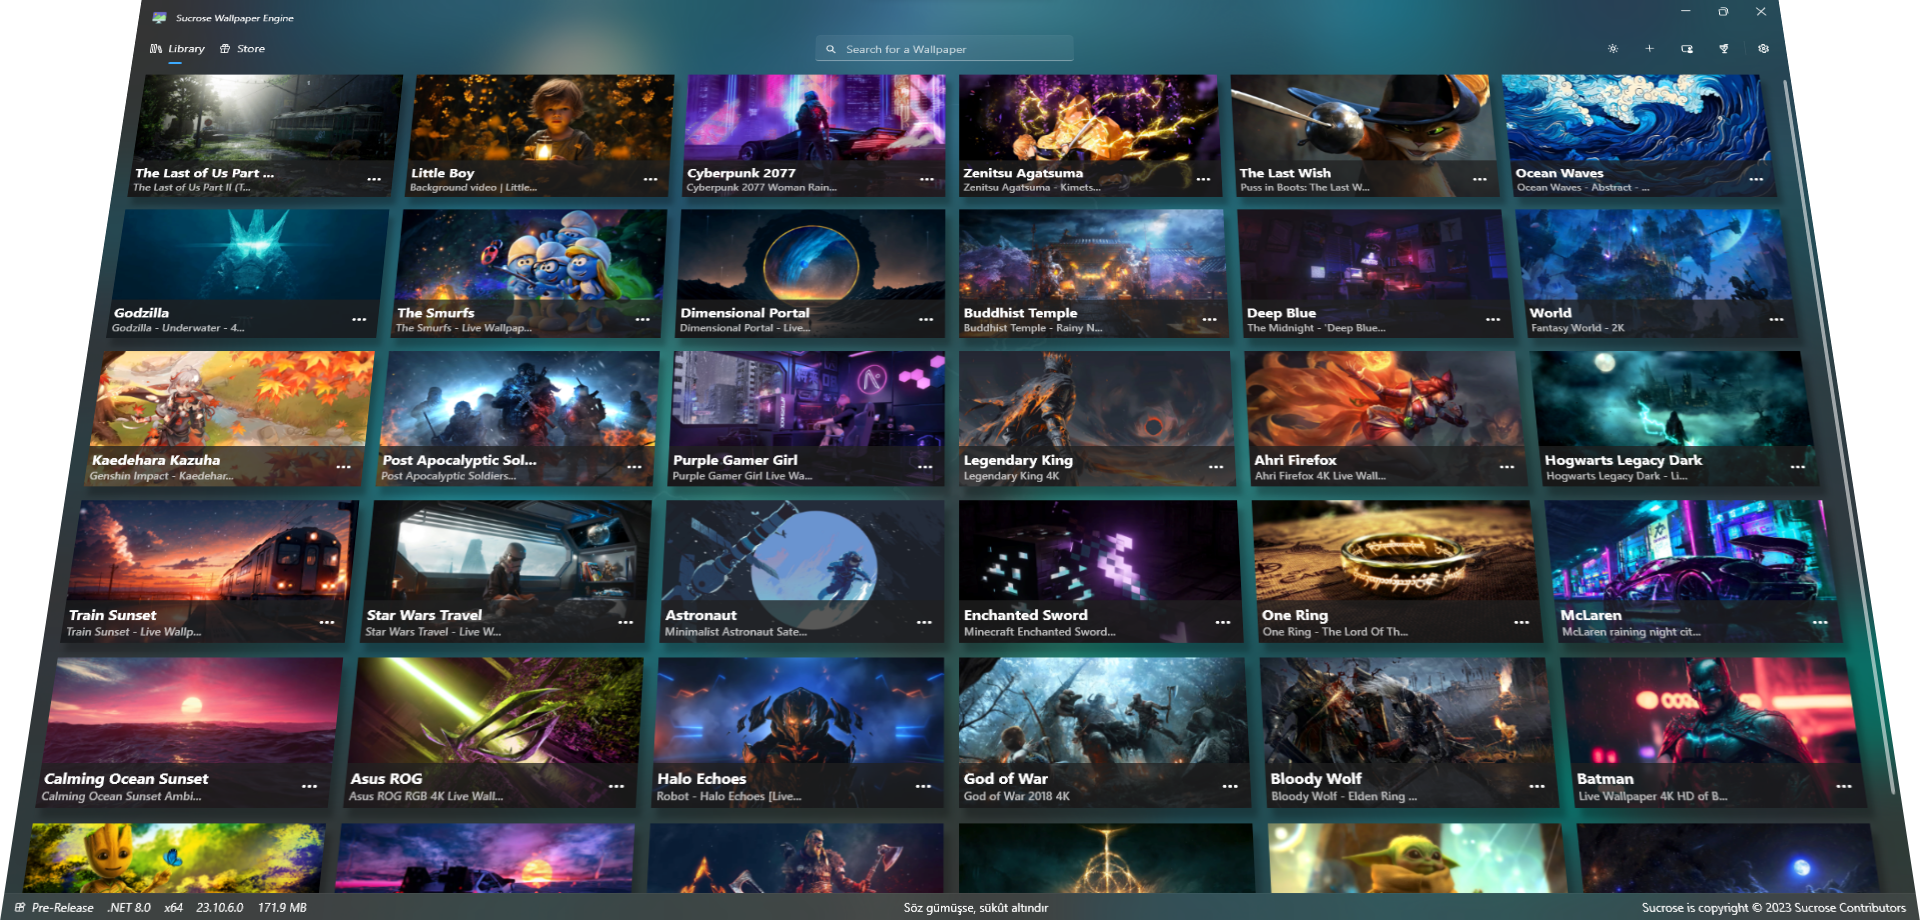 Sucrose Wallpaper Engine
Library
Store
Search for a Wallpaper
The Last of Us Part ...
The Last of Us Part II (T...
Little Boy
Background video | Little...
Cyberpunk 2077
Cyberpunk 2077 Woman Rain...
Zenitsu Agatsuma
Zenitsu Agatsuma - Kimets...
The Last Wish
Puss in Boots: The Last W...
Ocean Waves
Ocean Waves - Abstract - ...
Godzilla
Godzilla - Underwater - 4...
The Smurfs
The Smurfs - Live Wallpap...
Dimensional Portal
Dimensional Portal - Live...
Buddhist Temple
Buddhist Temple - Rainy N...
Deep Blue
The Midnight - 'Deep Blue...
World
Fantasy World - 2K
Kaedehara Kazuha
Genshin Impact - Kaedehar...
Post Apocalyptic Sol...
Post Apocalyptic Soldiers...
Purple Gamer Girl
Purple Gamer Girl Live Wa...
Legendary King
Legendary King 4K
Ahri Firefox
Ahri Firefox 4K Live Wall...
Hogwarts Legacy Dark
Hogwarts Legacy Dark - Li...
Train Sunset
Train Sunset - Live Wallp...
Star Wars Travel
Star Wars Travel - Live W...
Astronaut
Minimalist Astronaut Sate...
Enchanted Sword
Minecraft Enchanted Sword...
One Ring
One Ring - The Lord Of Th...
McLaren
McLaren raining night cit...
Calming Ocean Sunset
Calming Ocean Sunset Ambi...
Asus ROG
Asus ROG RGB 4K Live Wall...
Halo Echoes
Robot - Halo Echoes [Live...
God of War
God of War 2018 4K
Bloody Wolf
Bloody Wolf - Elden Ring ...
Batman
Live Wallpaper 4K HD of B...
Pre-Release .NET 8.0 x64 23.10.6.0 171.9 MB
Söz gümüşse, sükût altındır
Sucrose is copyright © 2023 Sucrose Contributors